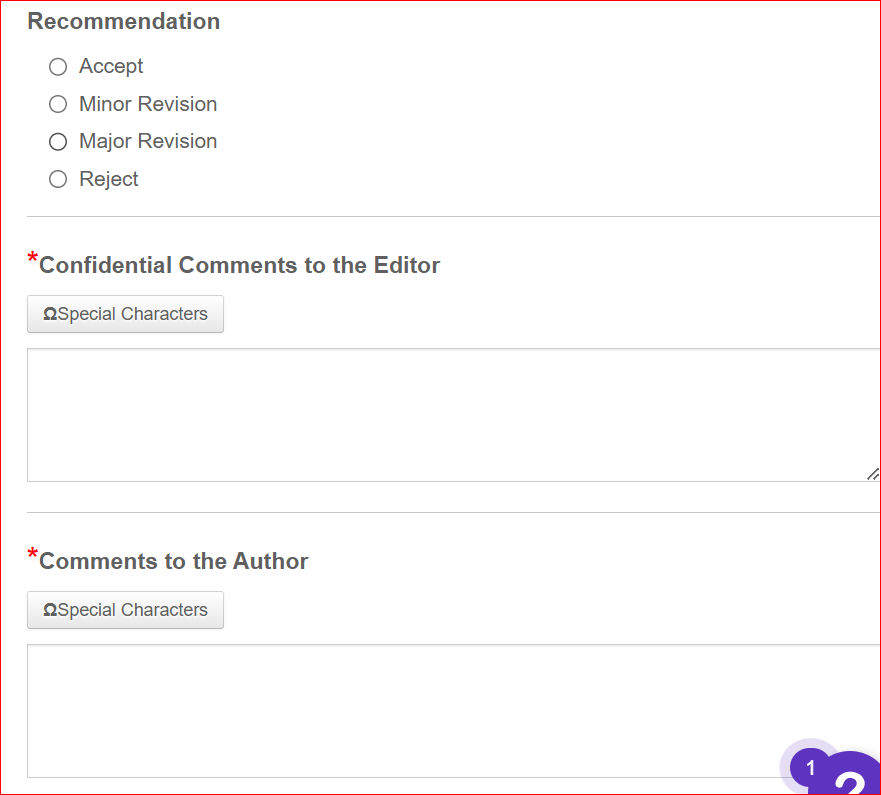 Recommendation
Accept
Minor Revision
Major Revision
Reject
*Confidential Comments to the Editor
ΩSpecial Characters
*Comments to the Author
ΩSpecial Characters
1
?